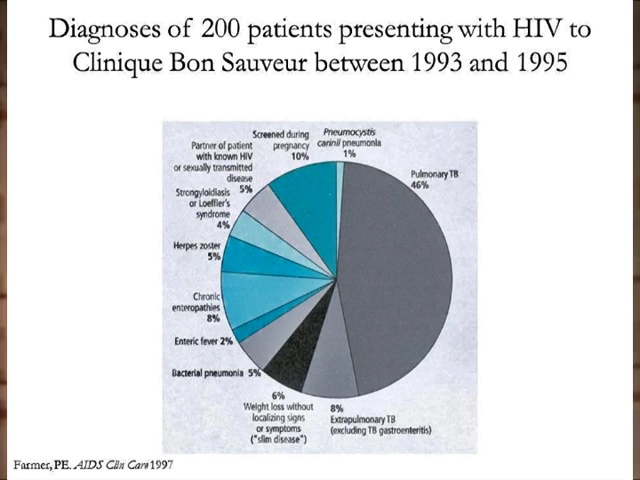 Diagnoses of 200 patients presenting with HIV to
Clinique Bon Sauveur between 1993 and 1995
Screened during
pregnancy
10%
Pneumocystis
carinii pneumonia
1%
Partner of patient
with known HIV
or sexually transmitted
disease
5%
Pulmonary TB
46%
Strongyloidiasis
or Loeffler's
syndrome
4%
Herpes zoster
5%
Chronic
enteropathies
8%
Enteric fever 2%
Bacterial pneumonia 5%
6%
Weight loss without
localizing signs
or symptoms
("slim disease")
8%
Extrapulmonary TB
(excluding TB gastroenteritis)
Farmer, PE. AIDS Clin Care 1997